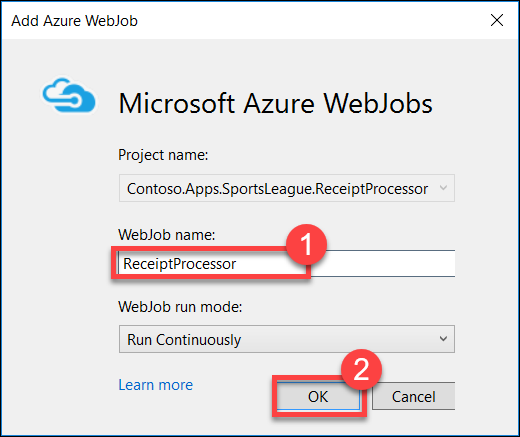 Add Azure WebJob
Microsoft Azure WebJobs
Project name:
Contoso.Apps.SportsLeague.ReceiptProcessor
WebJob name:
1
ReceiptProcessor
WebJob run mode:
Run Continuously
Learn more
2
OK
Cancel